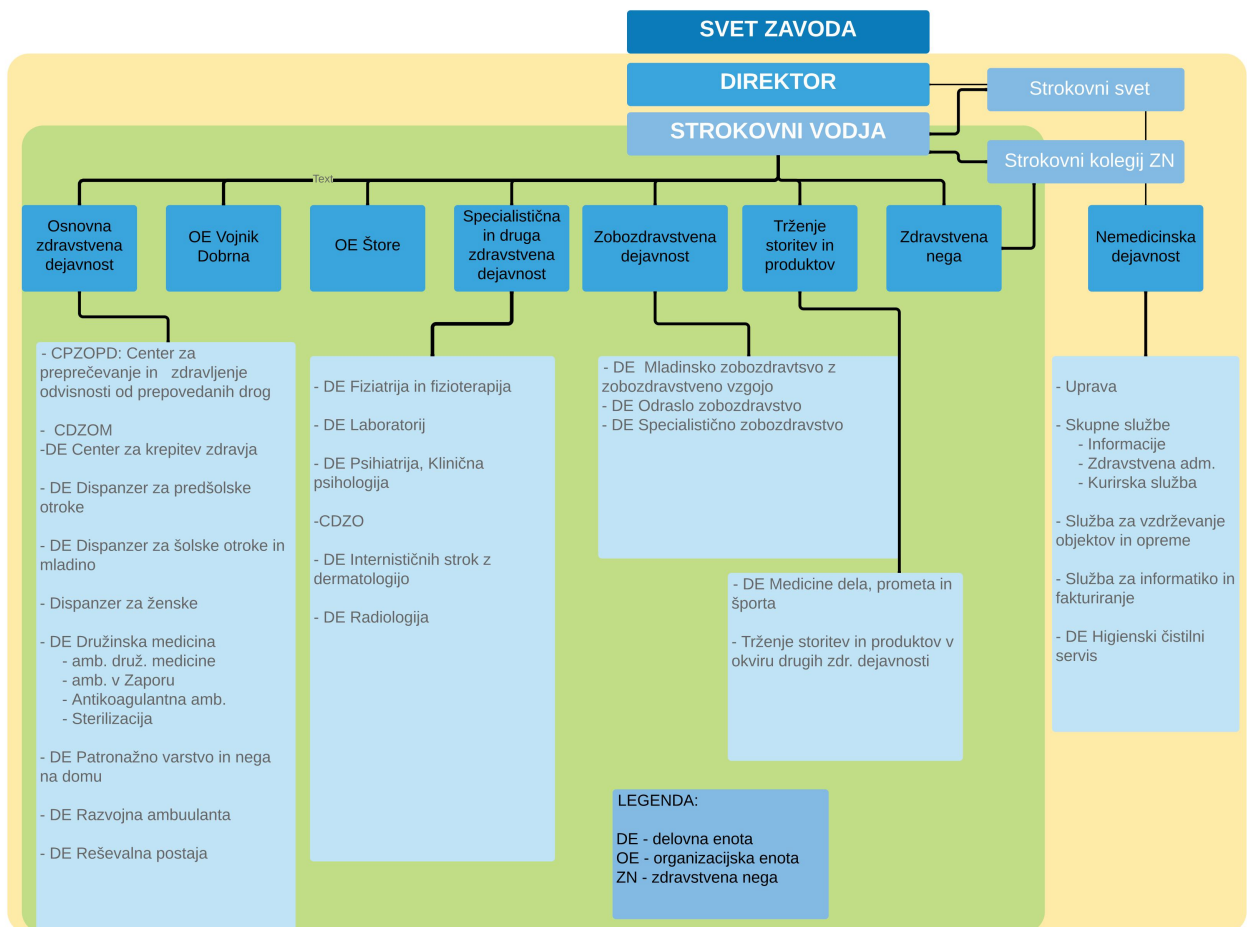 SVET ZAVODA
DIREKTOR
Strokovni svet
STROKOVNI VODJA
Strokovni kolegij ZN
Text
Osnovna
zdravstvena
dejavnost
OE Vojnik
Dobrna
OE Štore
Specialistična
in druga
zdravstvena
dejavnost
Zobozdravstvena
dejavnost
Trženje
storitev in
produktov
Zdravstvena
nega
Nemedicinska
dejavnost
- CPZOPD: Center za
preprečevanje in   zdravljenje
odvisnosti od prepovedanih drog
-  CDZOM
-DE Center za krepitev zdravja
- DE Dispanzer za predšolske
otroke
- DE Dispanzer za šolske otroke in
mladino
- Dispanzer za ženske
- DE Družinska medicina
- amb. druž. medicine
- amb. v Zaporu
- Antikoagulantna amb.
- Sterilizacija
- DE Patronažno varstvo in nega
na domu
- DE Razvojna ambuulanta
- DE Reševalna postaja
- DE Fiziatrija in fizioterapija
- DE Laboratorij
- DE Psihiatrija, Klinična
psihologija
-CDZO
- DE Internističnih strok z
dermatologijo
- DE Radiologija
- DE  Mladinsko zobozdravtsvo z
zobozdravstveno vzgojo
- DE Odraslo zobozdravstvo
- DE Specialistično zobozdravstvo
- DE Medicine dela, prometa in
športa
- Trženje storitev in produktov v
okviru drugih zdr. dejavnosti
- Uprava
- Skupne službe
- Informacije
- Zdravstvena adm.
- Kurirska služba
- Služba za vzdrževanje
objektov in opreme
- Služba za informatiko in
fakturiranje
- DE Higienski čistilni
servis
LEGENDA:
DE - delovna enota
OE - organizacijska enota
ZN - zdravstvena nega